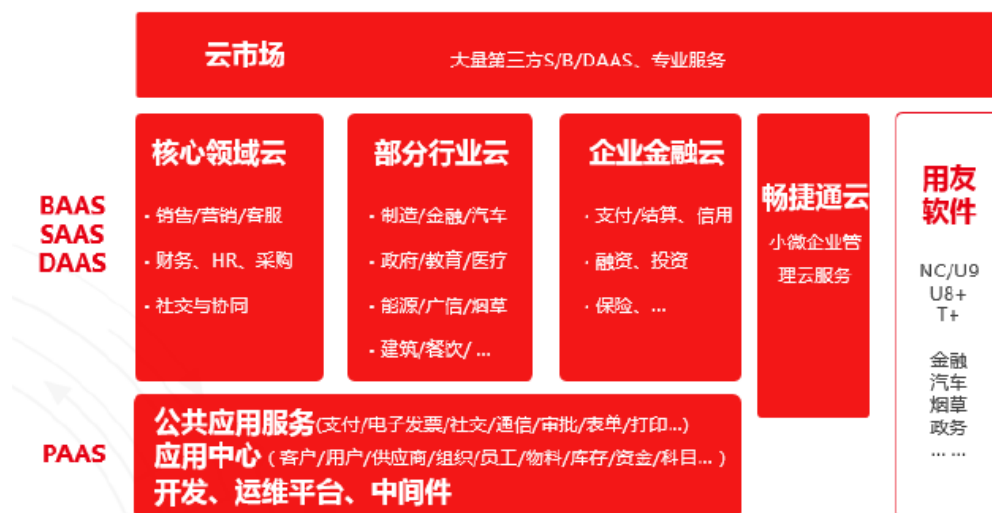 云市场
大量第三方S/B/DAAS、专业服务
BAAS
SAAS
DAAS
核心领域云
· 销售/营销/客服
· 财务、HR、采购
· 社交与协同
部分行业云
· 制造/金融/汽车
· 政府/教育/医疗
· 能源/广信/烟草
· 建筑/餐饮/ ...
企业金融云
· 支付/结算、信用
· 融资、投资
· 保险、...
畅捷通云
小微企业管
理云服务
用友
软件
NC/U9
U8+
T+
金融
汽车
烟草
政务
... ...
PAAS
公共应用服务(支付/电子发票/社交/通信/审批/表单/打印...)
应用中心 ( 客户/用户/供应商/组织/员工/物料/库存/资金/科目... )
开发、运维平台、中间件